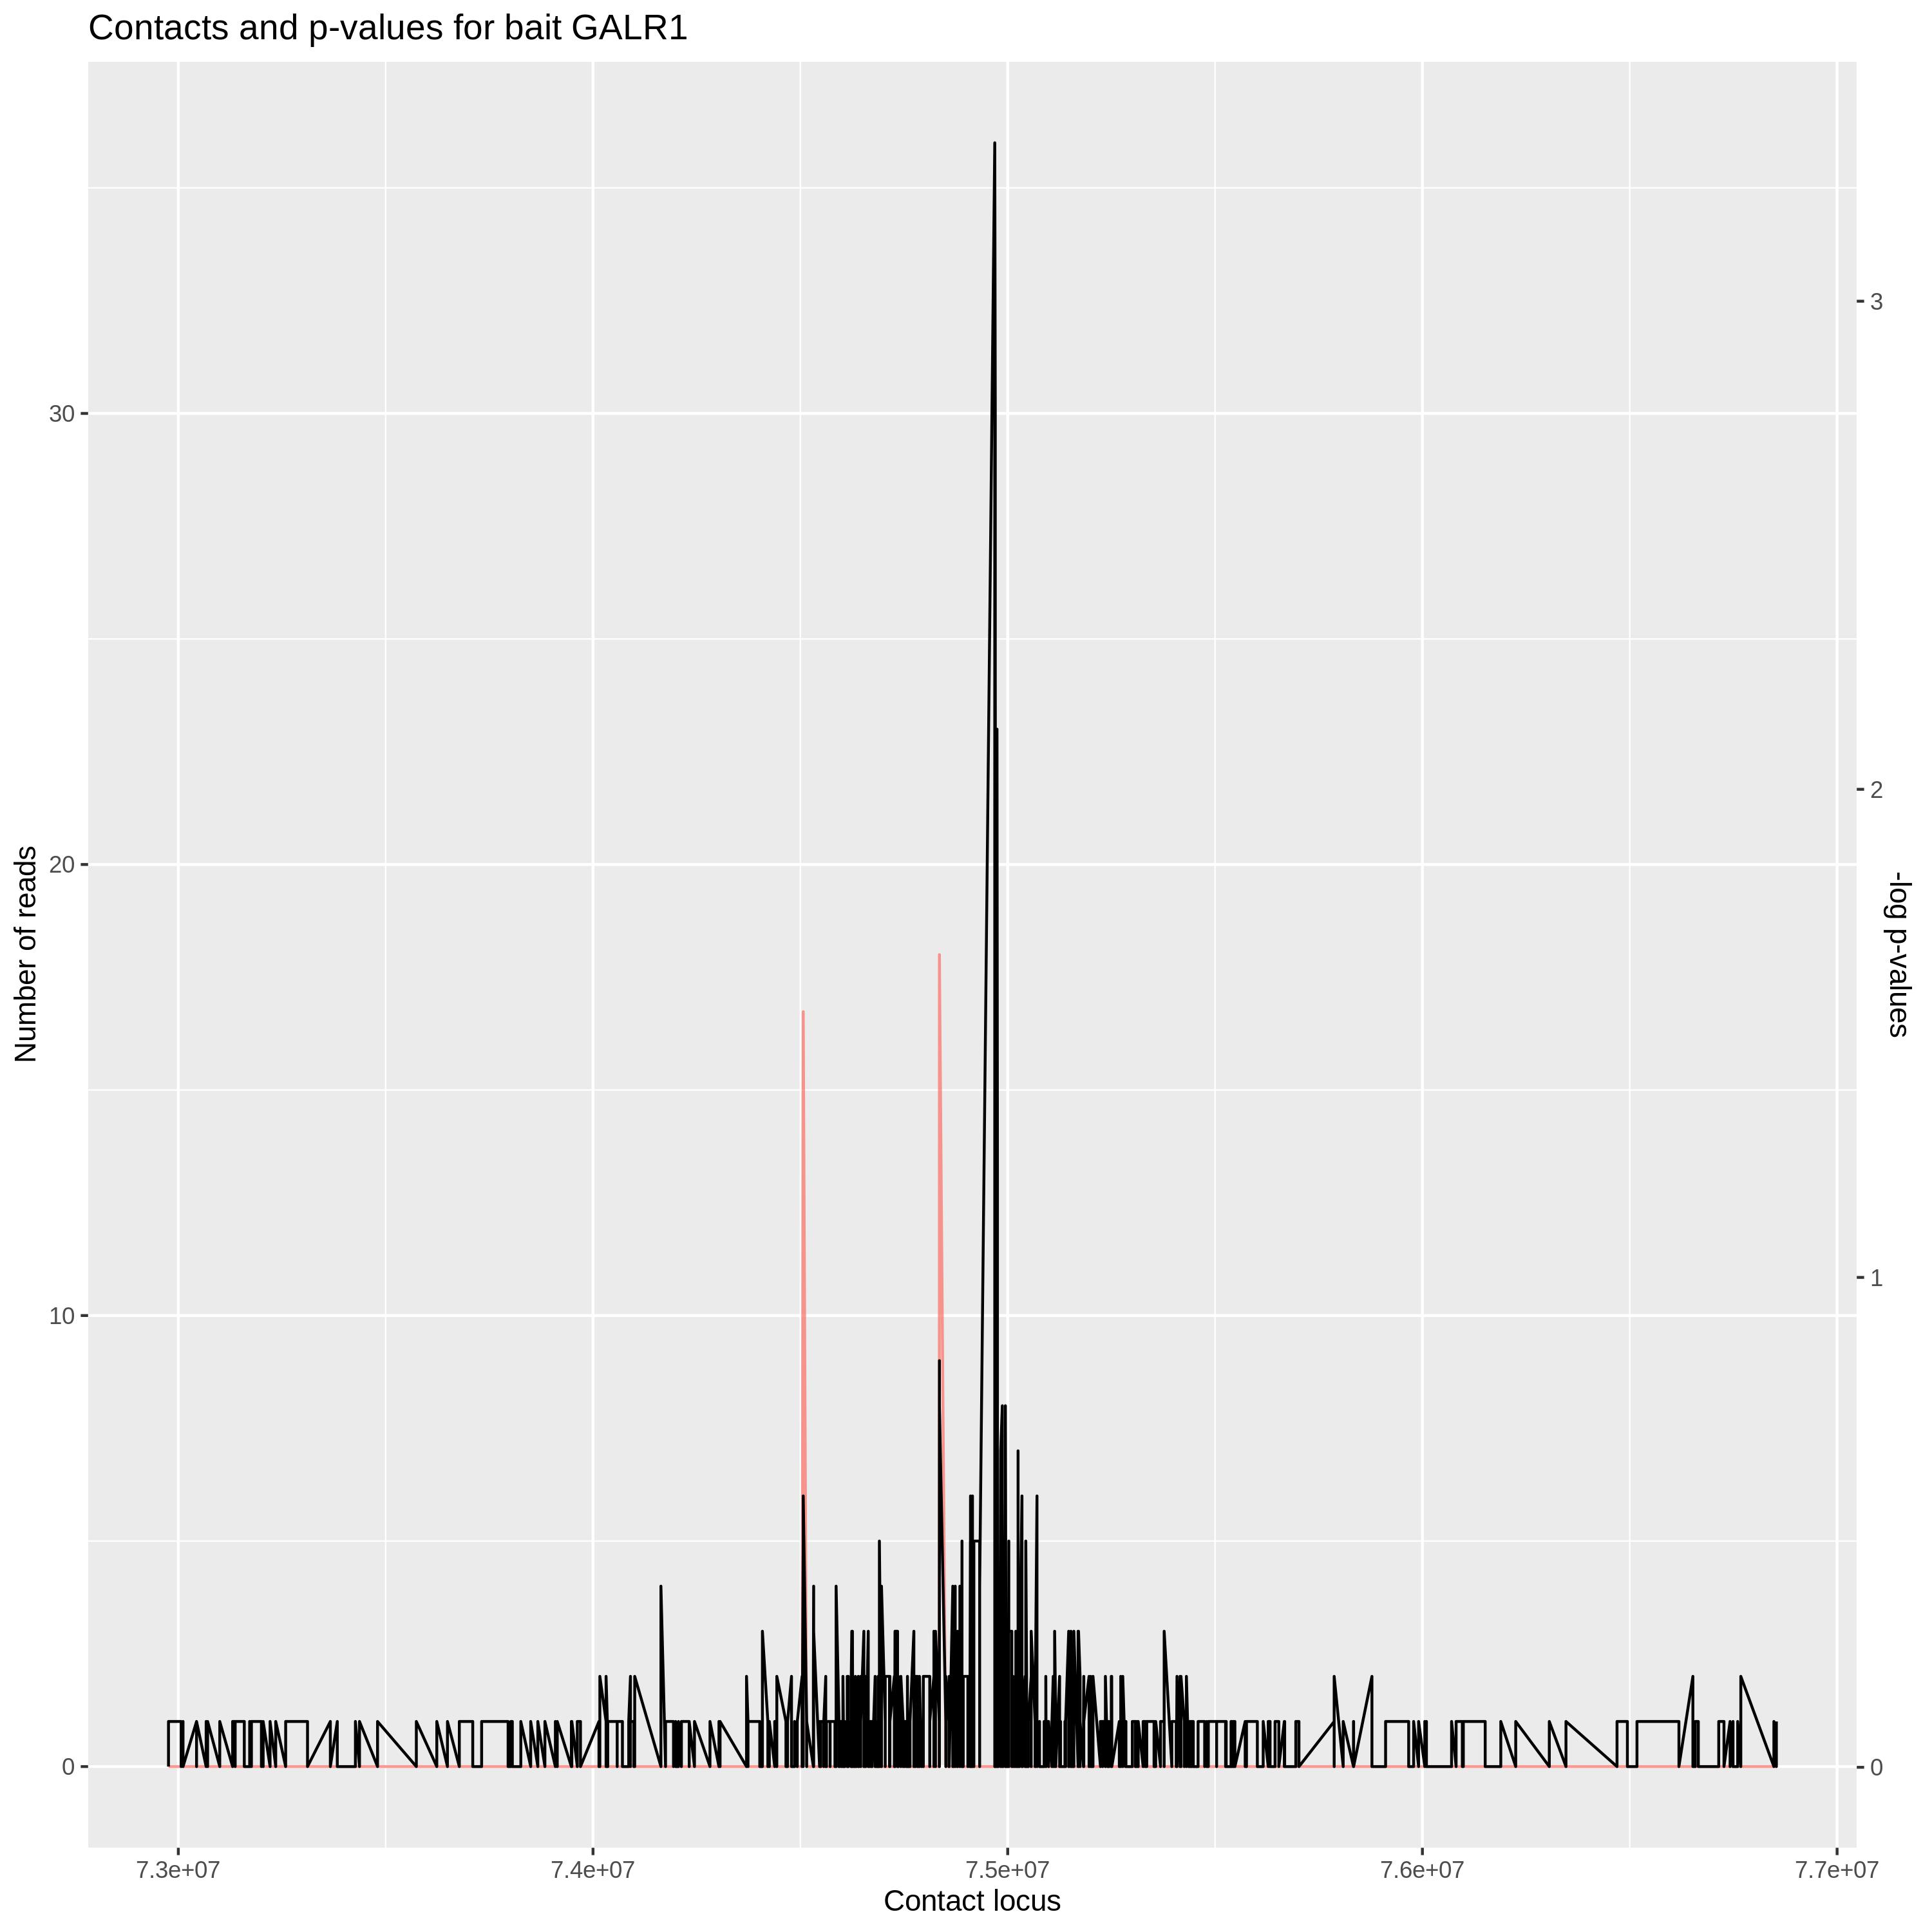 Contacts and p-values for bait GALR1
Number of reads
30
20
10
0
3
2
1
0
-log p-values
7.3e+07
7.4e+07
7.5e+07
7.6e+07
7.7e+07
Contact locus